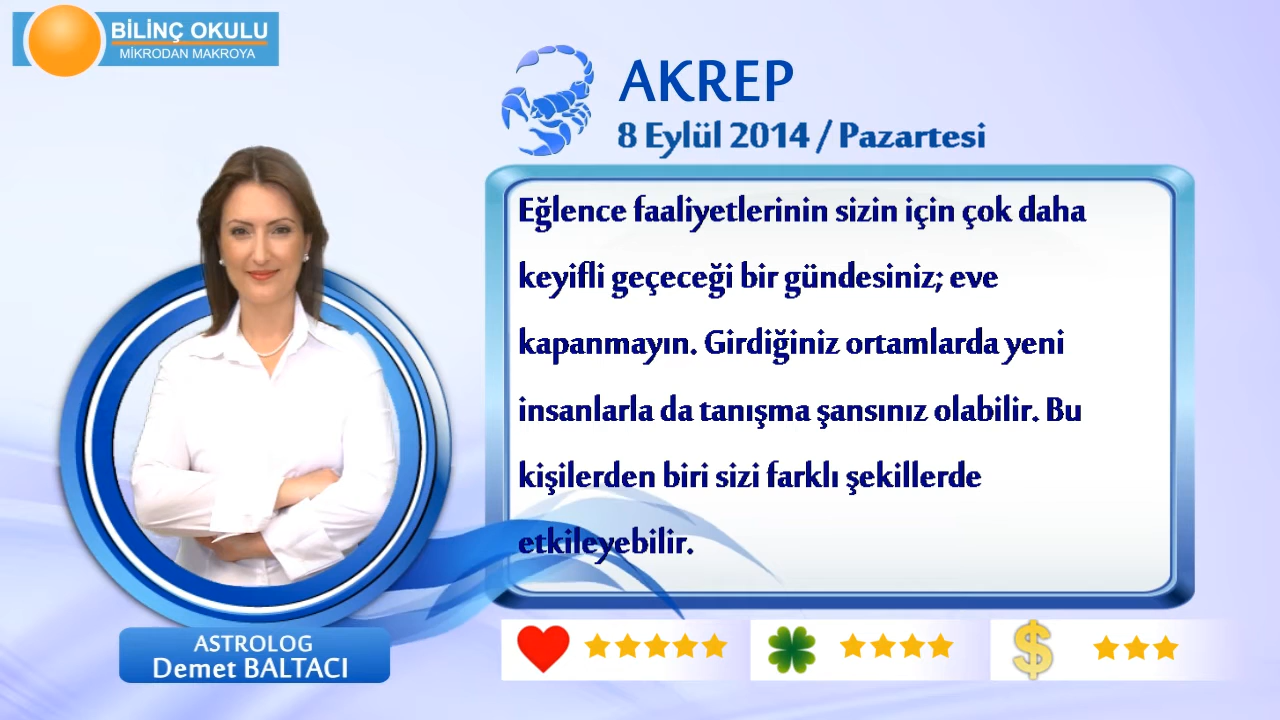 BİLİNÇ OKULU
MİKRODAN MAKROYA
AKREP
8 Eylül 2014 / Pazartesi
Eğlence faaliyetlerinin sizin için çok daha
keyifli geçeceği bir gündesiniz; eve
kapanmayın. Girdiğiniz ortamlarda yeni
insanlarla da tanışma şansınız olabilir. Bu
kişilerden biri sizi farklı şekillerde
etkileyebilir.
ASTROLOG
Demet BALTACI